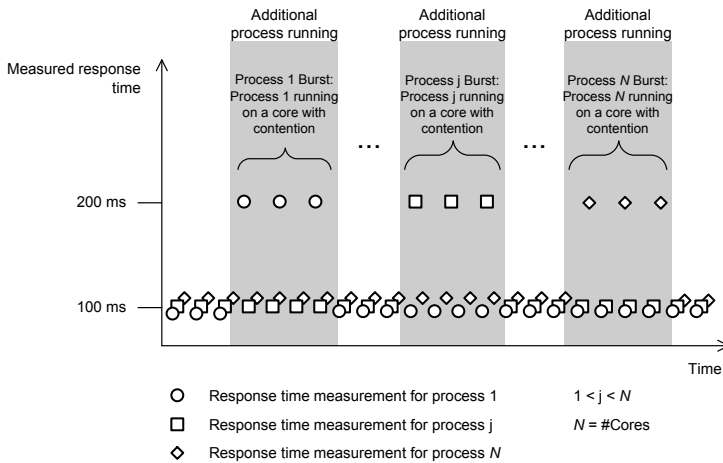 Additional
process running
Additional
process running
Additional
process running
Measured response
time
Process 1 Burst:
Process 1 running
on a core with
contention
Process j Burst:
Process j running
on a core with
contention
Process N Burst:
Process N running
on a core with
contention
...
...
200 ms
100 ms
Time
Response time measurement for process 1
1 < j < N
Response time measurement for process j
N = #Cores
Response time measurement for process N